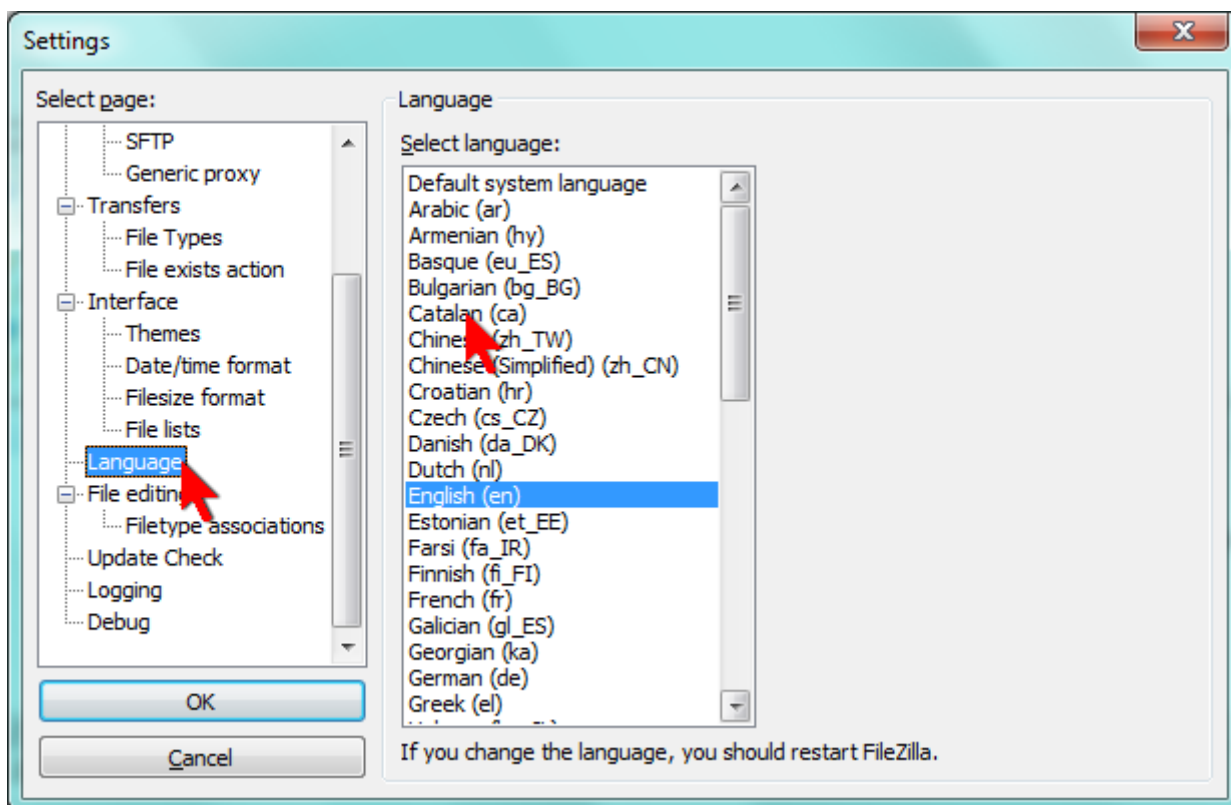 Settings
Select page:
SFTP
Generic proxy
Transfers
File Types
File exists action
Interface
Themes
Date/time format
Filesize format
File lists
Language
File editing
Filetype associations
Update Check
Logging
Debug
OK
Cancel
Language
Select language:
Default system language
Arabic (ar)
Armenian (hy)
Basque (eu_ES)
Bulgarian (bg_BG)
Catalan (ca)
Chinese (zh_TW)
Chinese (Simplified) (zh_CN)
Croatian (hr)
Czech (cs_CZ)
Danish (da_DK)
Dutch (nl)
English (en)
Estonian (et_EE)
Farsi (fa_IR)
Finnish (fi_FI)
French (fr)
Galician (gl_ES)
Georgian (ka)
German (de)
Greek (el)
If you change the language, you should restart FileZilla.